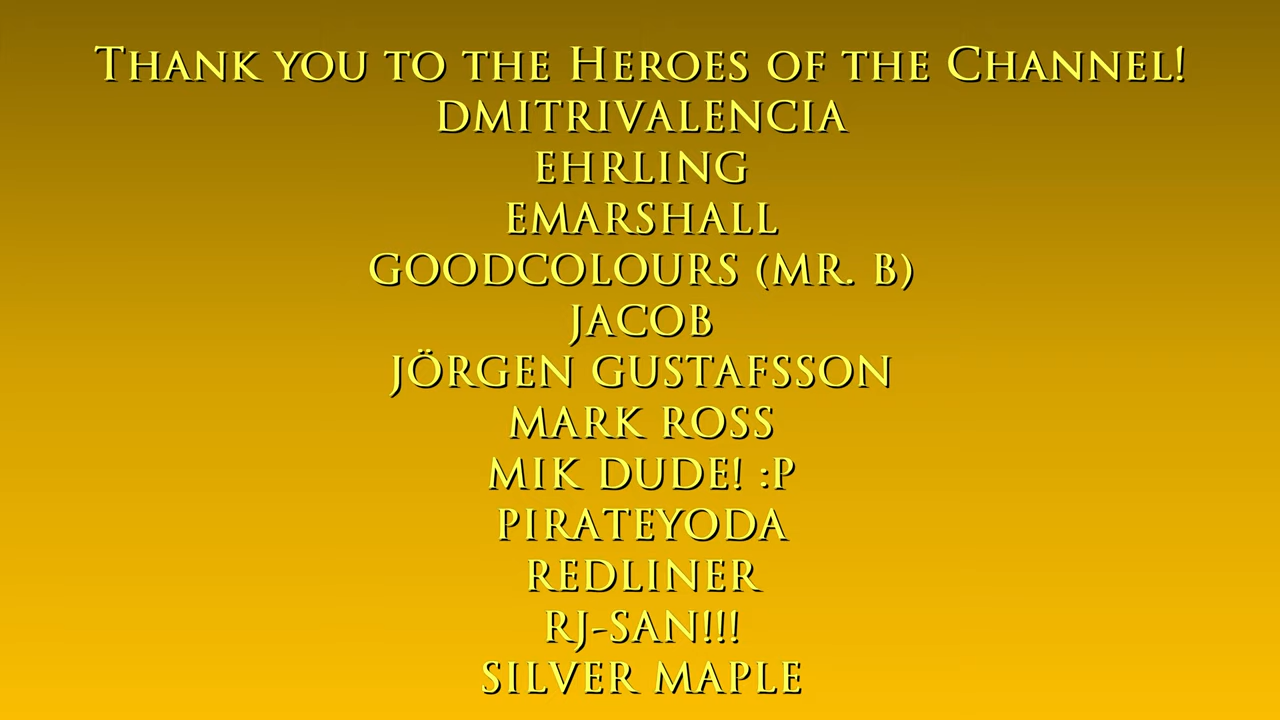 Thank you to the Heroes of the Channel!
DMITRIVALENCIA
EHRLING
EMARSHALL
GOODCOLOURS (MR. B)
JACOB
JÖRGEN GUSTAFSSON
MARK ROSS
MIK DUDE! :P
PIRATEYODA
REDLINER
RJ-SAN!!!
SILVER MAPLE